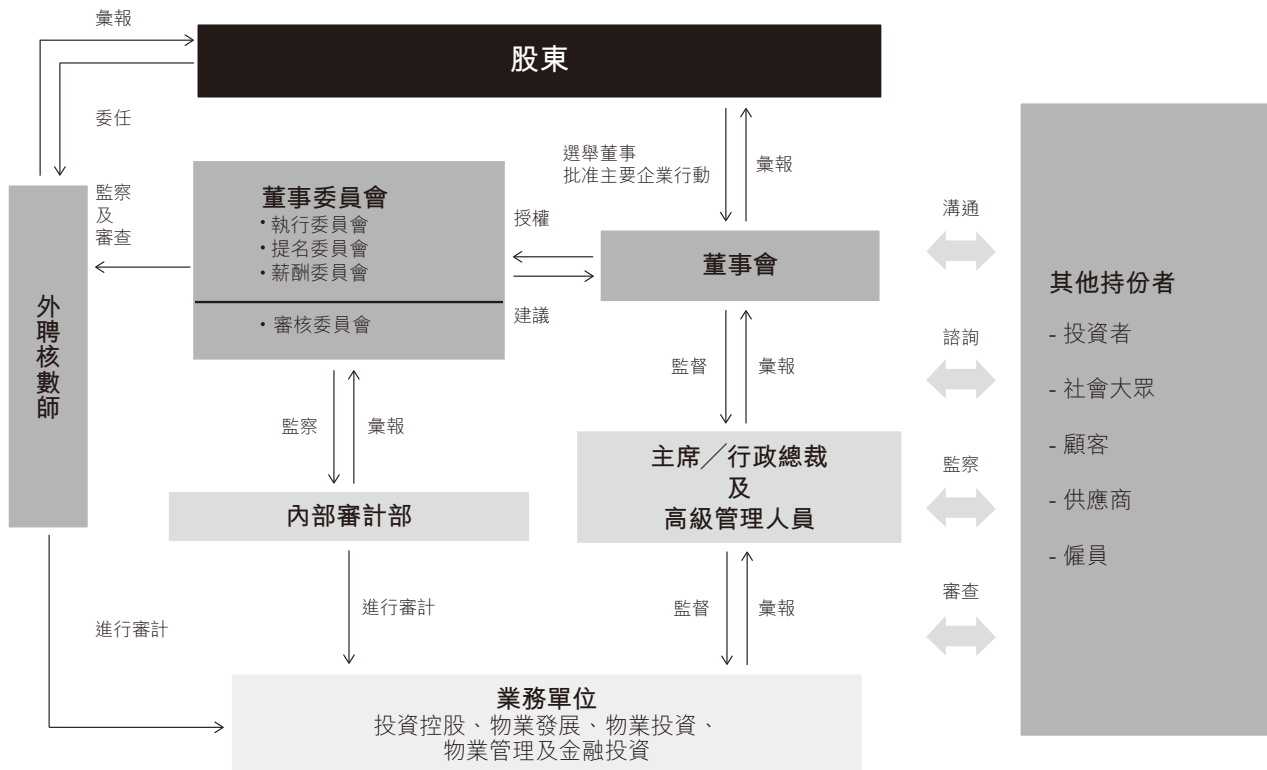 彙報
股東
委任
選舉董事
批准主要企業行動
彙報
監察
及
審查
董事委員會
•執行委員會
•提名委員會
•薪酬委員會
•審核委員會
授權
建議
董事會
溝通
其他持份者
- 投資者
- 社會大眾
- 顧客
- 供應商
- 僱員
外聘核數師
諮詢
監督
彙報
監察
彙報
主席╱行政總裁
及
高級管理人員
監察
內部審計部
審查
監督
彙報
進行審計
進行審計
業務單位
投資控股、物業發展、物業投資、
物業管理及金融投資